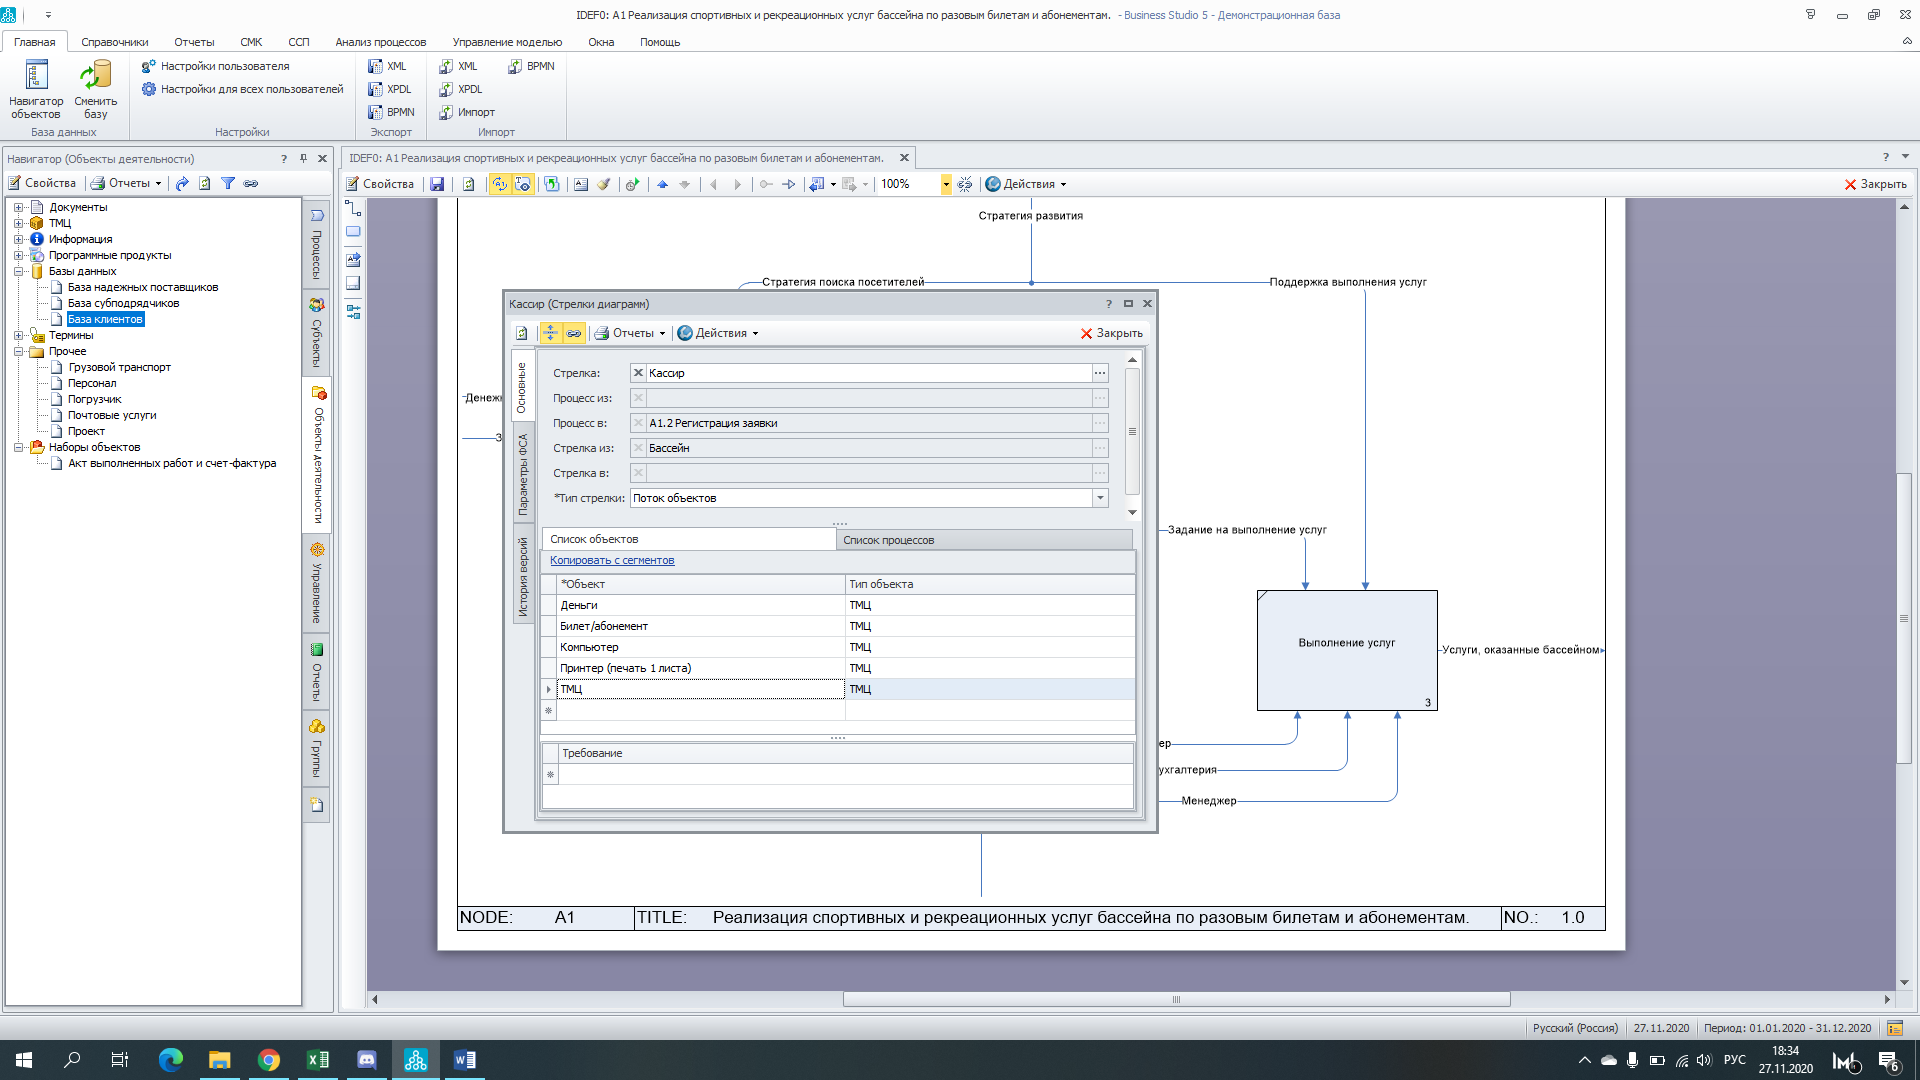 IDEF0: A1 Реализация спортивных и рекреационных услуг бассейна по разовым билетам и абонементам. - Business Studio 5 - Демонстрационная база
Главная Справочники Отчеты СМК ССП Анализ процессов Управление моделью Окна Помощь
Навигатор объектов
Сменить базу
База данных
Настройки пользователя
Настройки для всех пользователей
Настройки
XML
XPDL
BPMN
Экспорт
XML BPMN
XPDL
Импорт
Импорт
Навигатор (Объекты деятельности)
Свойства Отчеты
Документы
ТМЦ
Информация
Программные продукты
Базы данных
База надежных поставщиков
База субподрядчиков
База клиентов
Термины
Прочее
Грузовой транспорт
Персонал
Погрузчик
Почтовые услуги
Проект
Наборы объектов
Акт выполненных работ и счет-фактура
Процессы
Субъекты
Объекты деятельности
Управление
Отчеты
Группы
IDEF0: A1 Реализация спортивных и рекреационных услуг бассейна по разовым билетам и абонементам.
Свойства 100% Действия Закрыть
Стратегия развития
Стратегия поиска посетителей
Поддержка выполнения услуг
-Денеж
З
Кассир (Стрелки диаграмм)
Отчеты Действия Закрыть
Основные
Параметры ФСА
История версий
Стрелка: Кассир
Процесс из:
Процесс в: A1.2 Регистрация заявки
Стрелка из: Бассейн
Стрелка в:
*Тип стрелки: Поток объектов
Список объектов Список процессов
Копировать с сегментов
*Объект Тип объекта
Деньги ТМЦ
Билет/абонемент ТМЦ
Компьютер ТМЦ
Принтер (печать 1 листа) ТМЦ
ТМЦ ТМЦ
Требование
Задание на выполнение услуг
Выполнение услуг
3
Услуги, оказанные бассейном
ер
ухгалтерия
Менеджер
NODE: A1 TITLE: Реализация спортивных и рекреационных услуг бассейна по разовым билетам и абонементам. NO.: 1.0
Русский (Россия) 27.11.2020 Период: 01.01.2020 - 31.12.2020
РУС
18:34
27.11.2020
6